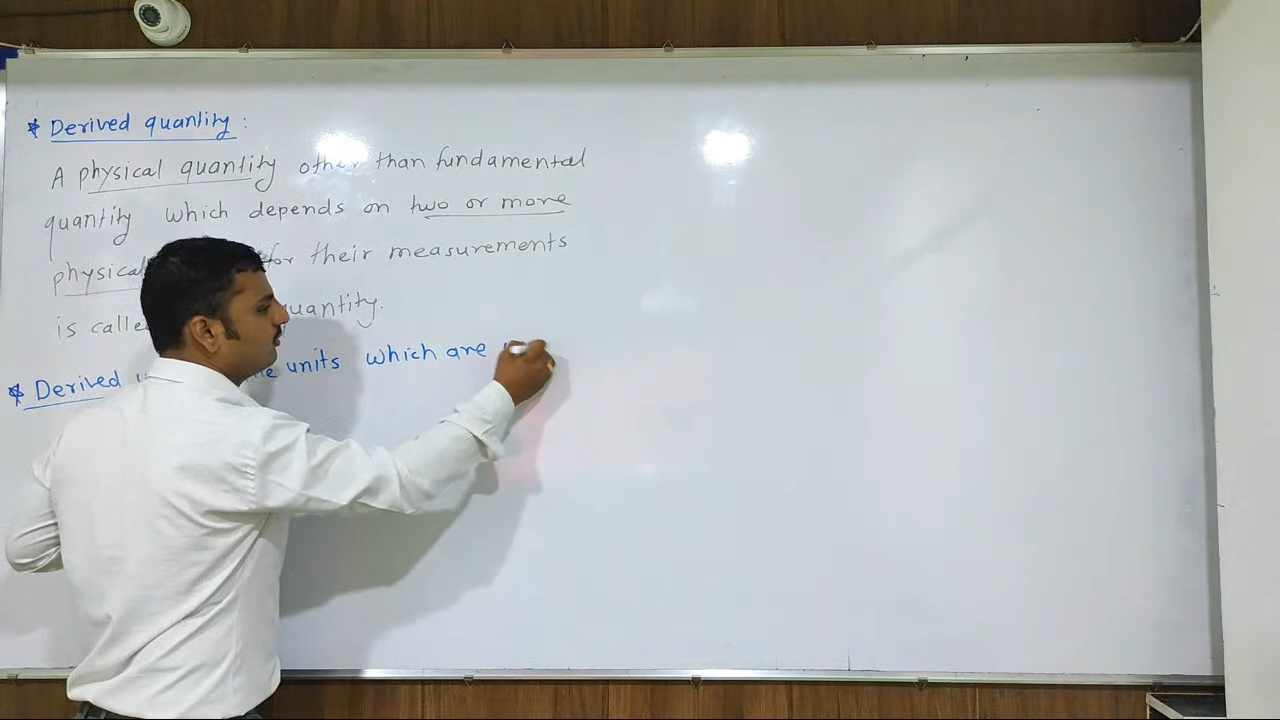 * Derived quantity :
A physical quantity other than fundamental
quantity which depends on two or more
physical for their measurements
is quantity.
* Derived units which are